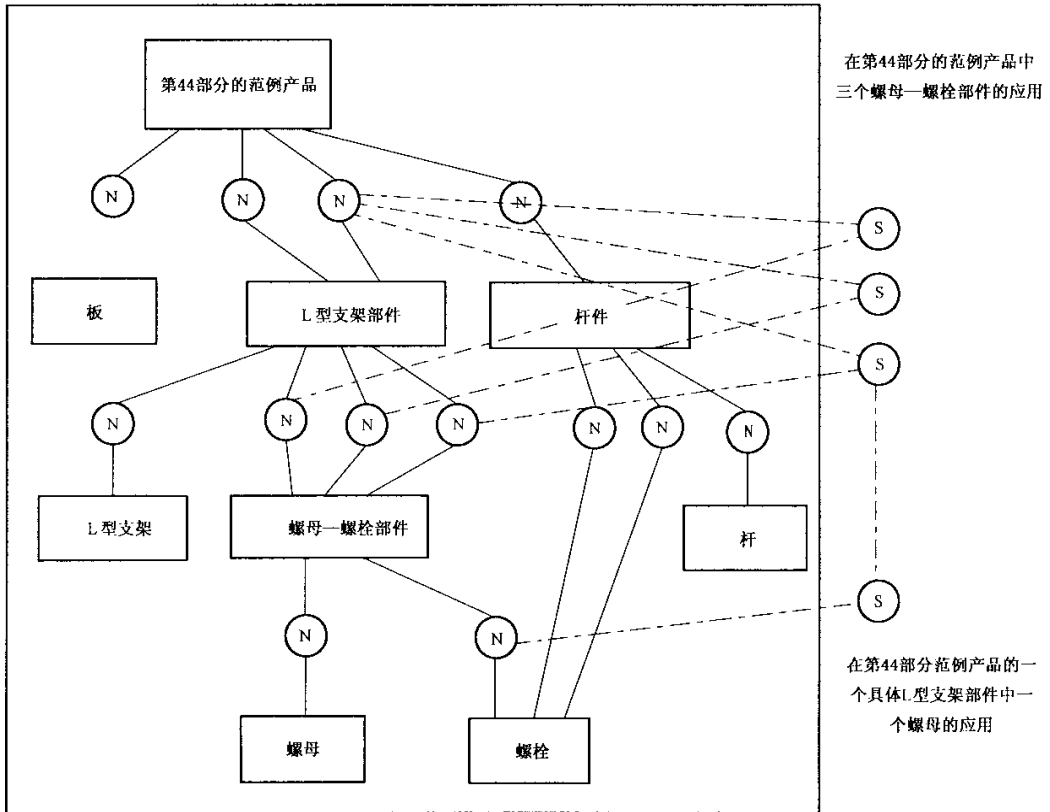 第44部分的范例产品
在第44部分的范例产品中
三个螺母—螺栓部件的应用
N
N
N
N
S
S
板
L型支架部件
杆件
S
N
N
N
N
N
N
N
L型支架
螺母—螺栓部件
杆
S
N
N
在第44部分范例产品的一
个具体L型支架部件中一
个螺母的应用
螺母
螺栓